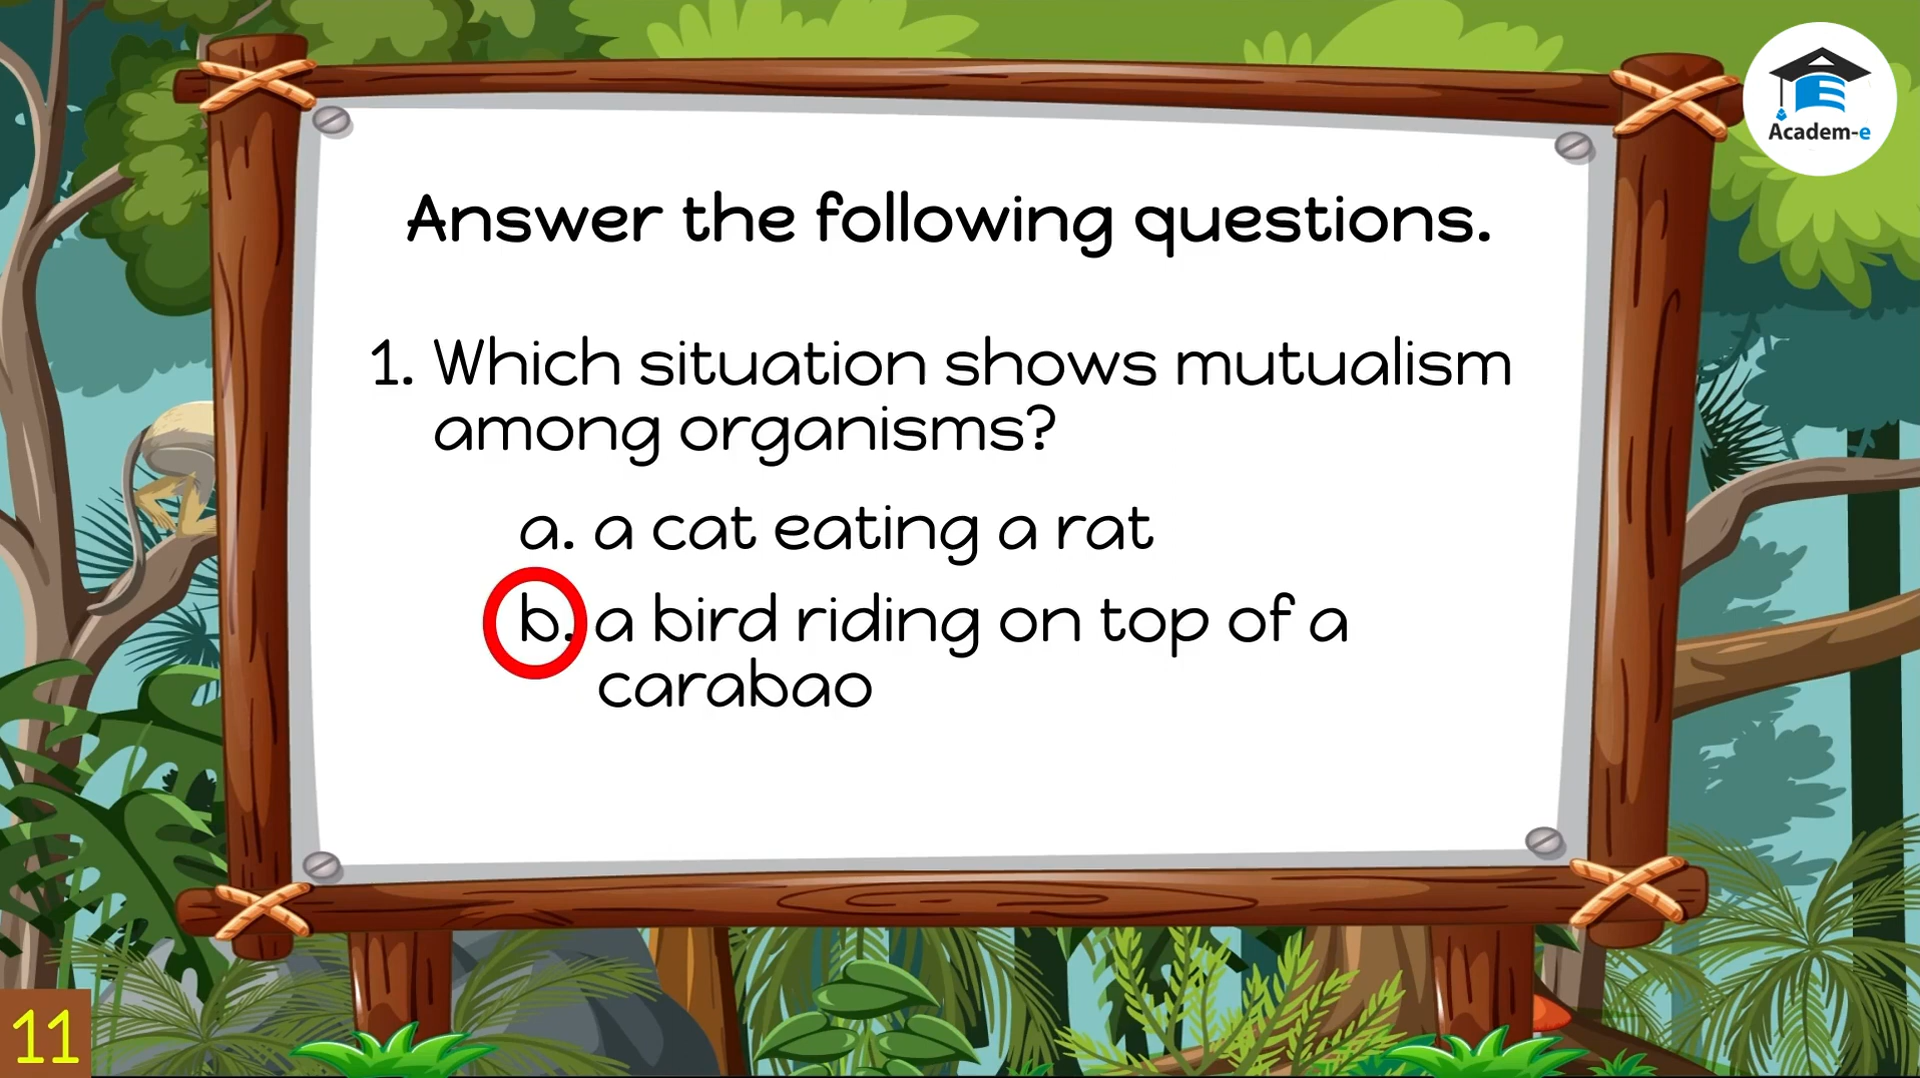 Academ-e
Answer the following questions.
1. Which situation shows mutualism
among organisms?
a. a cat eating a rat
b. a bird riding on top of a
carabao
11